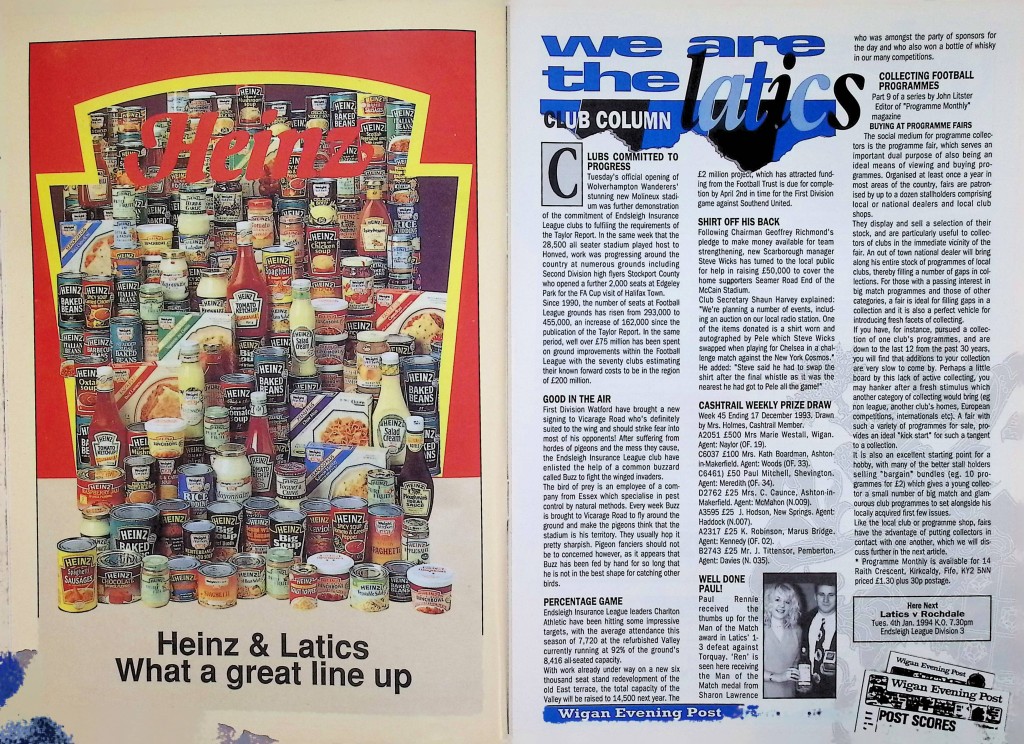 Heinz
Heinz & Latics
What a great line up
we are
the latics
CLUB COLUMN
CLUBS COMMITTED TO
PROGRESS
Tuesday's official opening of
Wolverhampton Wanderers'
stunning new Molineux stadi-
um was further demonstration
of the commitment of Endsleigh Insurance
League clubs to fulfilling the requirements of
the Taylor Report. In the same week that the
28,500 all seater stadium played host to
Honved, work was progressing around the
country at numerous grounds including
Second Division high flyers Stockport County
who opened a further 2,000 seats at Edgeley
Park for the FA Cup visit of Halifax Town.
Since 1990, the number of seats at Football
League grounds has risen from 293,000 to
455,000, an increase of 162,000 since the
publication of the Taylor Report. In the same
period, well over £75 million has been spent
on ground improvements within the Football
League with the seventy clubs estimating
their known forward costs to be in the region
of £200 million.
GOOD IN THE AIR
First Division Watford have brought a new
signing to Vicarage Road who's definitely
suited to the wing and should strike fear into
most of his opponents! After suffering from
hordes of pigeons and the mess they cause,
the Endsleigh Insurance League club have
enlisted the help of a common buzzard
called Buzz to fight the winged invaders.
The bird of prey is an employee of a com-
pany from Essex which specialise in pest
control by natural methods. Every week Buzz
is brought to Vicarage Road to fly around the
ground and make the pigeons think that the
stadium is his territory. They usually hop it
pretty sharpish. Pigeon fanciers should not
to be concerned however, as it appears that
Buzz has been fed by hand for so long that
he is not in the best shape for catching other
birds.
PERCENTAGE GAME
Endsleigh Insurance League leaders Charlton
Athletic have been hitting some impressive
targets, with the average attendance this
season of 7,720 at the refurbished Valley
currently running at 92% of the ground's
8,416 all-seated capacity.
With work already under way on a new six
thousand seat stand redevelopment of the
old East terrace, the total capacity of the
Valley will be raised to 14,500 next year. The
£2 million project, which has attracted fund-
ing from the Football Trust is due for comple-
tion by April 2nd in time for the First Division
game against Southend United.
SHIRT OFF HIS BACK
Following Chairman Geoffrey Richmond's
pledge to make money available for team
strengthening, new Scarborough manager
Steve Wicks has turned to the local public
for help in raising £50,000 to cover the
home supporters Seamer Road End of the
McCain Stadium.
Club Secretary Shaun Harvey explained:
"We're planning a number of events, includ-
ing an auction on our local radio station. One
of the items donated is a shirt worn and
autographed by Pele which Steve Wicks
swapped when playing for Chelsea in a chal-
lenge match against the New York Cosmos."
He added: "Steve said he had to swap the
shirt after the final whistle as it was the
nearest he had got to Pele all the game!"
CASHTRAIL WEEKLY PRIZE DRAW
Week 45 Ending 17 December 1993. Drawn
by Mrs. Holmes, Cashtrail Member.
A2051 £500 Mrs Marie Westall, Wigan.
Agent: Naylor (OF. 19).
C6037 £100 Mrs. Kath Boardman, Ashton-
in-Makerfield. Agent: Woods (OF. 33).
C6461) £50 Paul Mitchell, Shevington.
Agent: Meredith (OF. 34).
D2762 £25 Mrs. C. Caunce, Ashton-in-
Makerfield. Agent: McMahon (N.009).
A3595 £25 J. Hodson, New Springs. Agent:
Haddock (N.007).
A2317 £25 K. Robinson, Marus Bridge.
Agent: Kennedy (OF. 02).
B2743 £25 Mr. J. Tittensor, Pemberton.
Agent: Davies (N. 035).
WELL DONE
PAUL!
Paul Rennie
received the
thumbs up for the
Man of the Match
award in Latics' 1-
3 defeat against
Torquay. 'Ren' is
seen here receiving
the Man of the
Match medal from
Sharon Lawrence
who was amongst the party of sponsors for
the day and who also won a bottle of whisky
in our many competitions.
COLLECTING FOOTBALL
PROGRAMMES
Part 9 of a series by John Litster
Editor of "Programme Monthly"
magazine
BUYING AT PROGRAMME FAIRS
The social medium for programme collec-
tors is the programme fair, which serves an
important dual purpose of also being an
ideal means of viewing and buying pro-
grammes. Organised at least once a year in
most areas of the country, fairs are patron-
ised by up to a dozen stallholders comprising
local or national dealers and local club
shops.
They display and sell a selection of their
stock, and are particularly useful to collec-
tors of clubs in the immediate vicinity of the
fair. An out of town national dealer will bring
along his entire stock of programmes of local
clubs, thereby filling a number of gaps in col-
lections. For those with a passing interest in
big match programmes and those of other
categories, a fair is ideal for filling gaps in a
collection and it is also a perfect vehicle for
introducing fresh facets of collecting.
If you have, for instance, pursued a collec-
tion of one club's programmes, and are
down to the last 12 from the past 30 years,
you will find that additions to your collection
are very slow to come by. Perhaps a little
board by this lack of active collecting, you
may hanker after a fresh stimulus which
another category of collecting would bring (eg
non league, another club's homes, European
competitions, internationals etc). A fair with
such a variety of programmes for sale, pro-
vides an ideal "kick start" for such a tangent
to a collection.
It is also an excellent starting point for a
hobby, with many of the better stall holders
selling "bargain" bundles (eg. 10 pro-
grammes for £2) which gives a young collec-
tor a small number of big match and glam-
ourous club programmes to set alongside his
locally acquired first few issues.
Like the local club or programme shop, fairs
have the advantage of putting collectors in
contact with one another, which we will dis-
cuss further in the next article.
* Programme Monthly is available for 14
Raith Crescent, Kirkcaldy, Fife, KY2 5NN
priced £1.30 plus 30p postage.
Here Next
Latics v Rochdale
Tues. 4th Jan. 1994 K.O. 7.30pm
Endsleigh League Division 3
Wigan Evening Post
Wigan Evening Post
POST SCORES
Wigan Evening Post